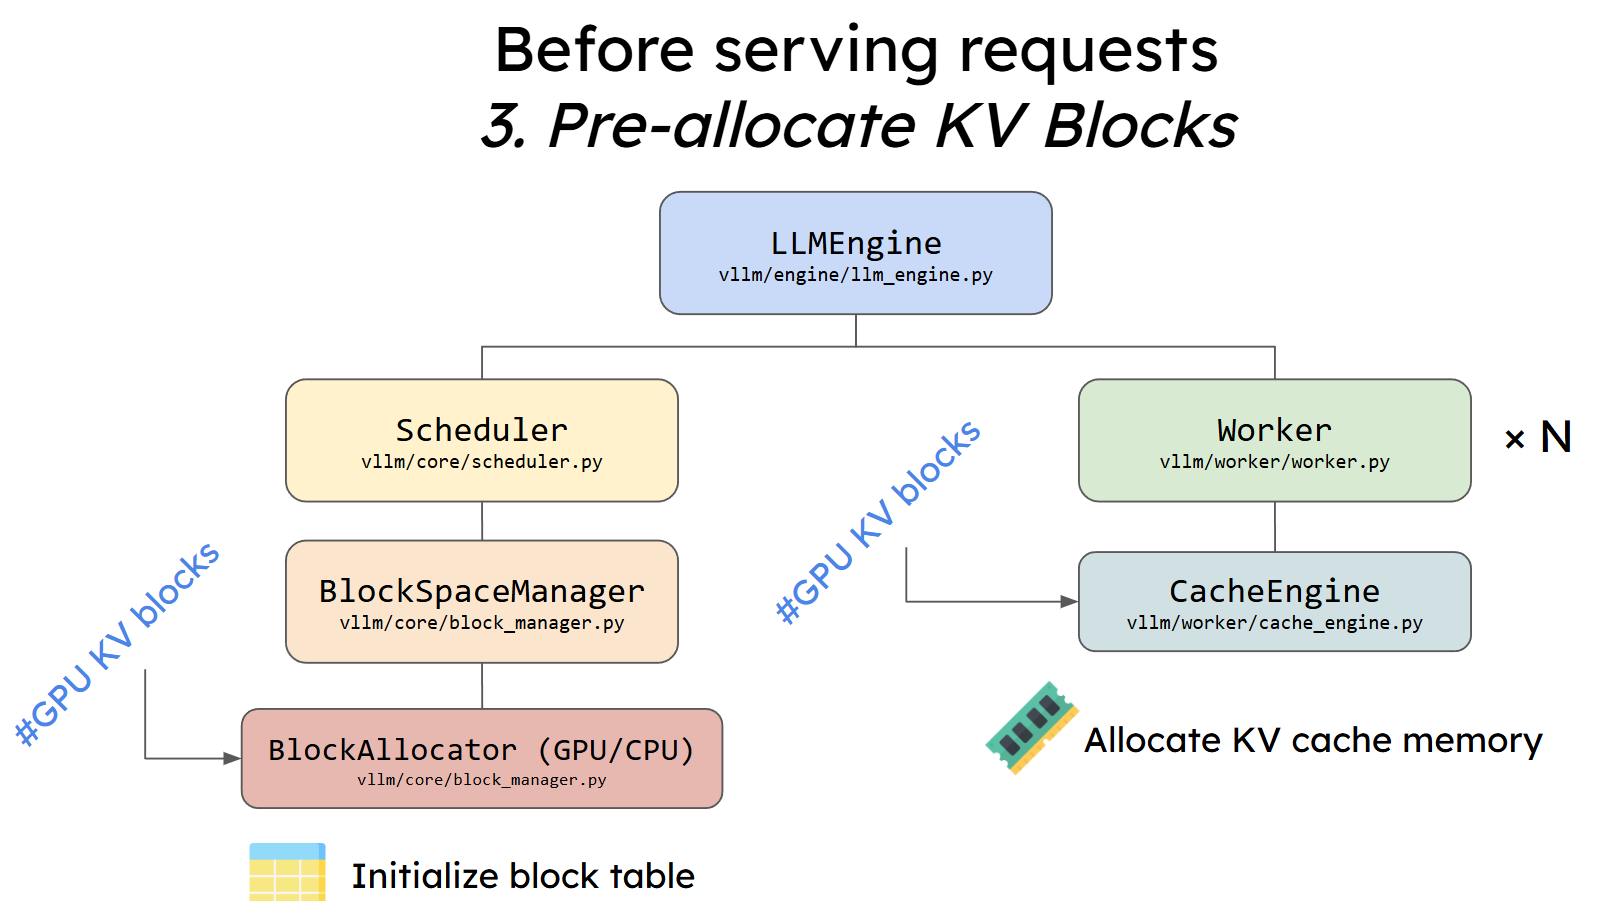 Before serving requests
3. Pre-allocate KV Blocks
LLMEngine
vllm/engine/llm_engine.py
Scheduler
vllm/core/scheduler.py
Worker
vllm/worker/worker.py
× N
#GPU KV blocks
BlockSpaceManager
vllm/core/block_manager.py
#GPU KV blocks
CacheEngine
vllm/worker/cache_engine.py
BlockAllocator (GPU/CPU)
vllm/core/block_manager.py
Allocate KV cache memory
Initialize block table